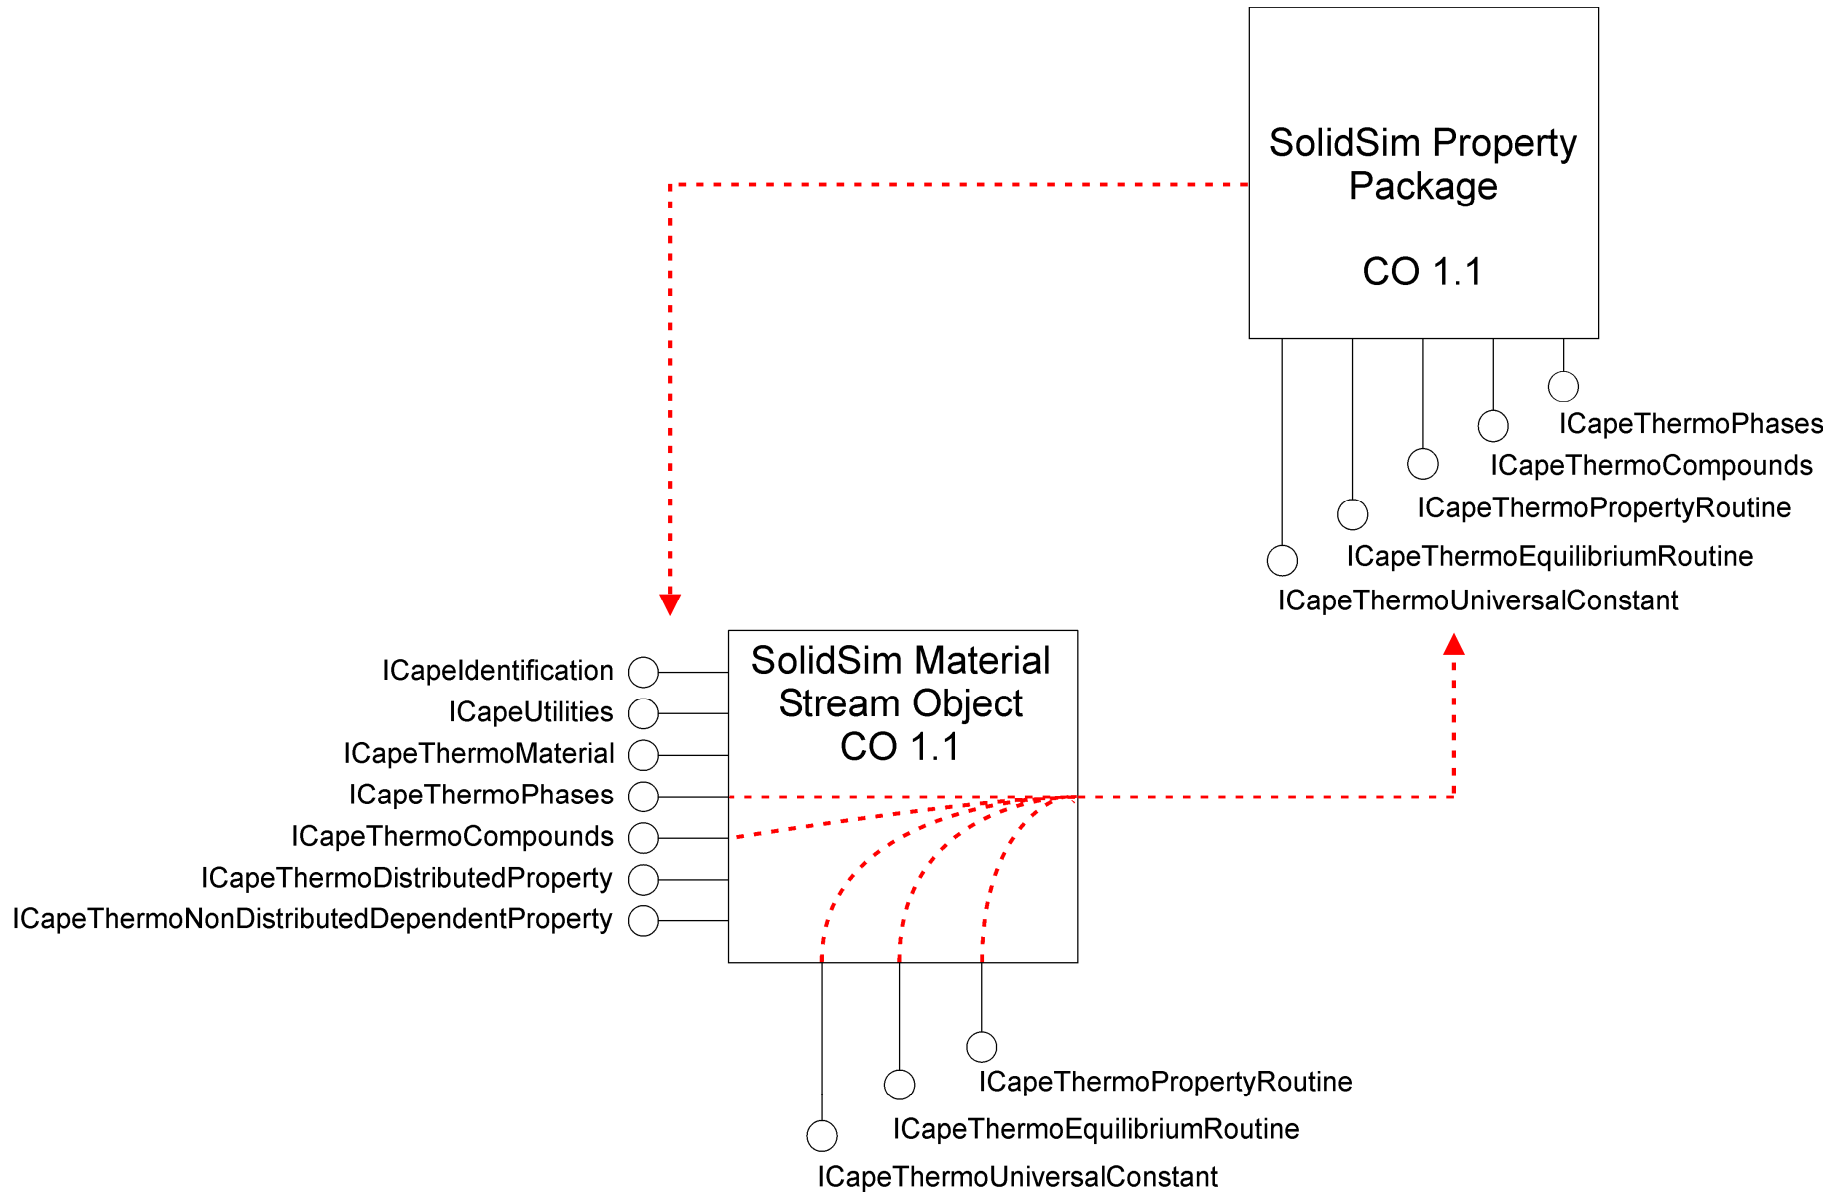 SolidSim Property
Package
CO 1.1
ICapeThermoPhases
ICapeThermoCompounds
ICapeThermoPropertyRoutine
ICapeThermoEquilibriumRoutine
ICapeThermoUniversalConstant
SolidSim Material
Stream Object
CO 1.1
ICapeIdentification
ICapeUtilities
ICapeThermoMaterial
ICapeThermoPhases
ICapeThermoCompounds
ICapeThermoDistributedProperty
ICapeThermoNonDistributedDependentProperty
ICapeThermoPropertyRoutine
ICapeThermoEquilibriumRoutine
ICapeThermoUniversalConstant